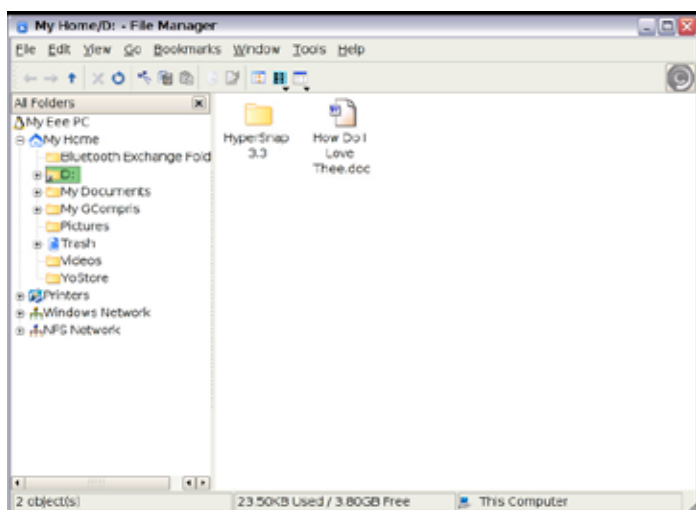 My Home/D: - File Manager
File Edit View Go Bookmarks Window Tools Help
All Folders
My Eee PC
My Home
Bluetooth Exchange Fold
D:
My Documents
My GCompris
Pictures
Trash
Videos
YoStore
Printers
Windows Network
NFS Network
HyperSnap
3.3
How Do I
Love
Thee.doc
2 object(s)
23.50KB Used / 3.80GB Free
This Computer